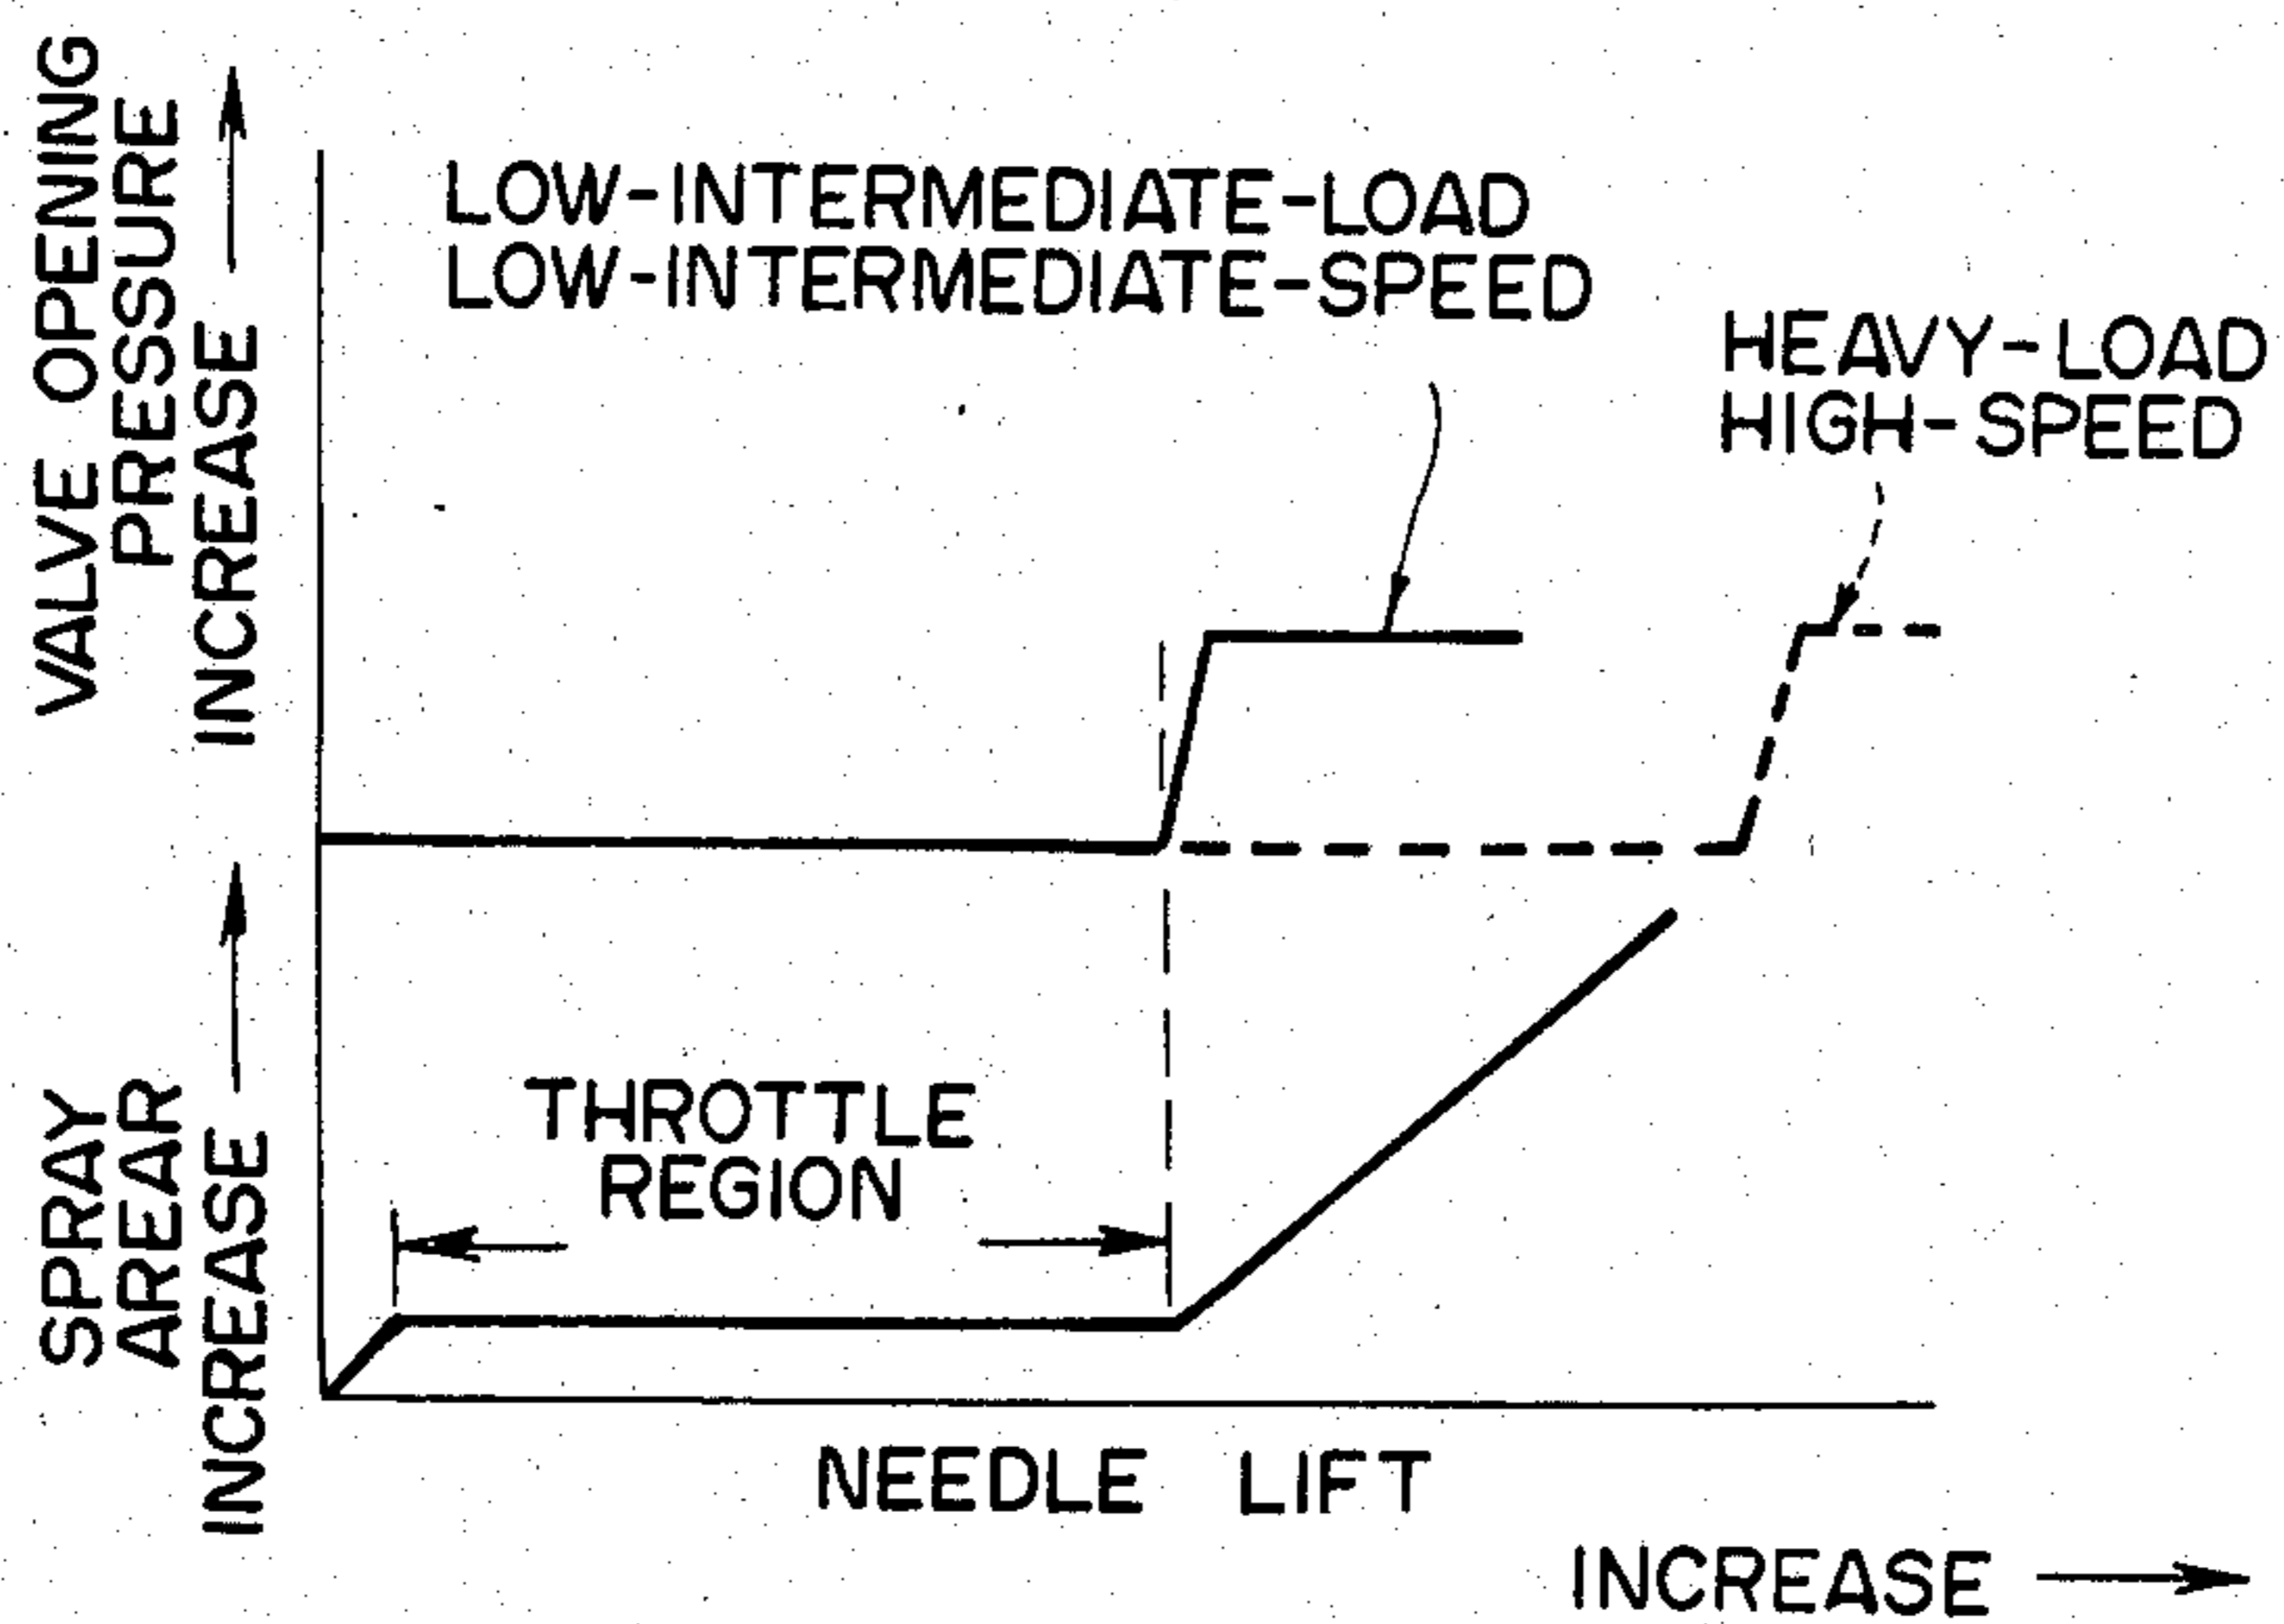 VALVE OPENING
PRESSURE
INCREASE
LOW-INTERMEDIATE-LOAD
LOW-INTERMEDIATE-SPEED
HEAVY-LOAD
HIGH-SPEED
SPRAY
AREAR
INCREASE
THROTTLE
REGION
NEEDLE LIFT
INCREASE